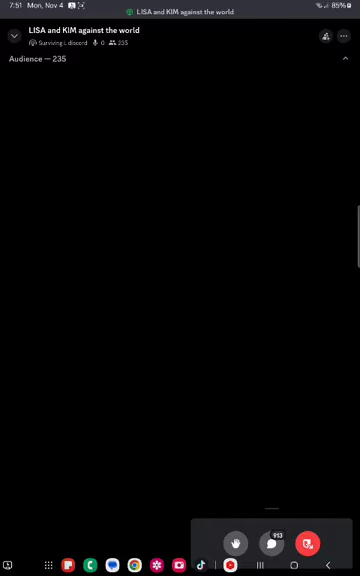 7:51 Mon, Nov 4 85%
LISA and KIM against the world
LISA and KIM against the world
Surviving L discord 0 235
Audience — 235
913